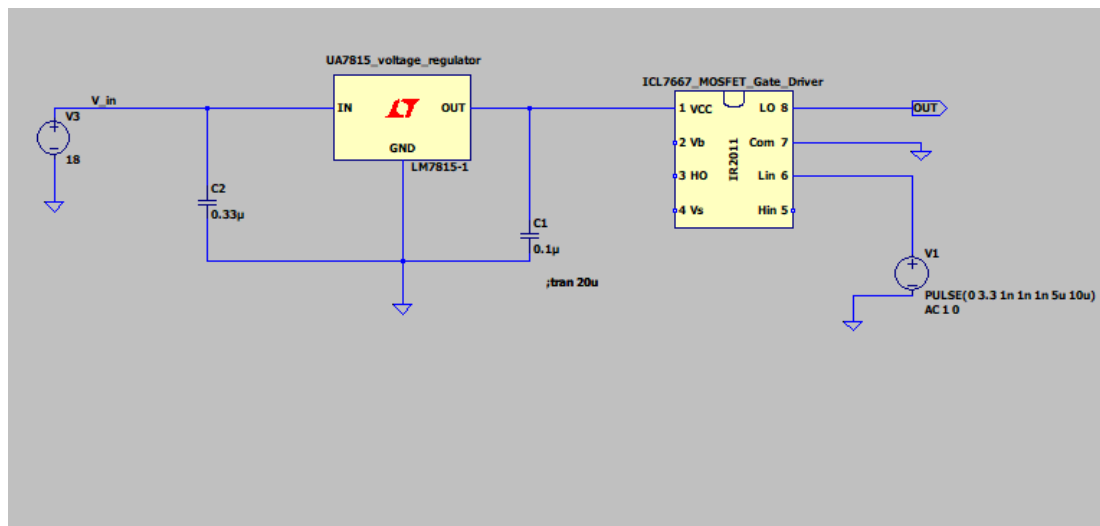 UA7815_voltage_regulator
ICL7667_MOSFET_Gate_Driver
V_in
V3
18
IN
OUT
GND
LM7815-1
C2
0.33µ
C1
0.1µ
;tran 20u
1 VCC
2 Vb
3 HO
4 Vs
IR2011
LO 8
Com 7
Lin 6
Hin 5
OUT
V1
PULSE(0 3.3 1n 1n 1n 5u 10u)
AC 1 0